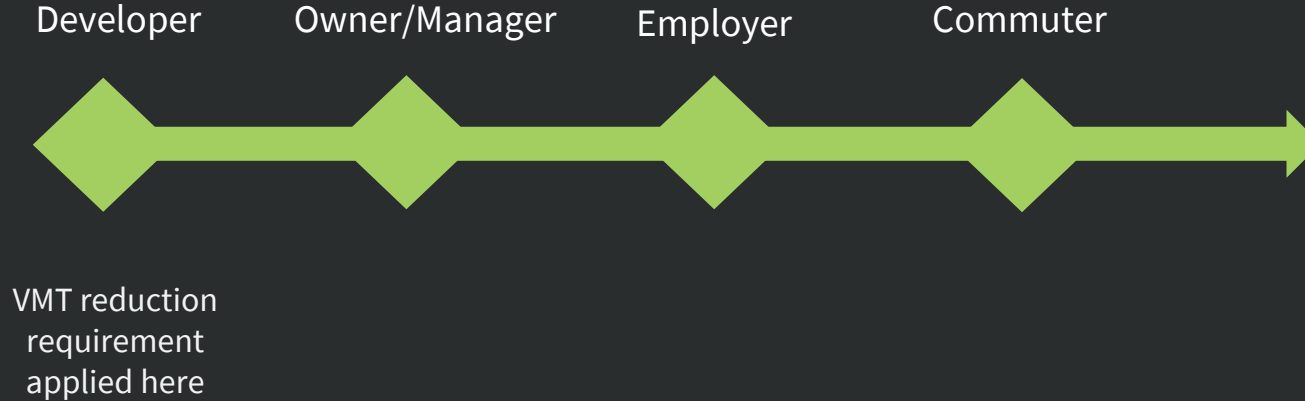 Developer
Owner/Manager
Employer
Commuter
VMT reduction
requirement
applied here